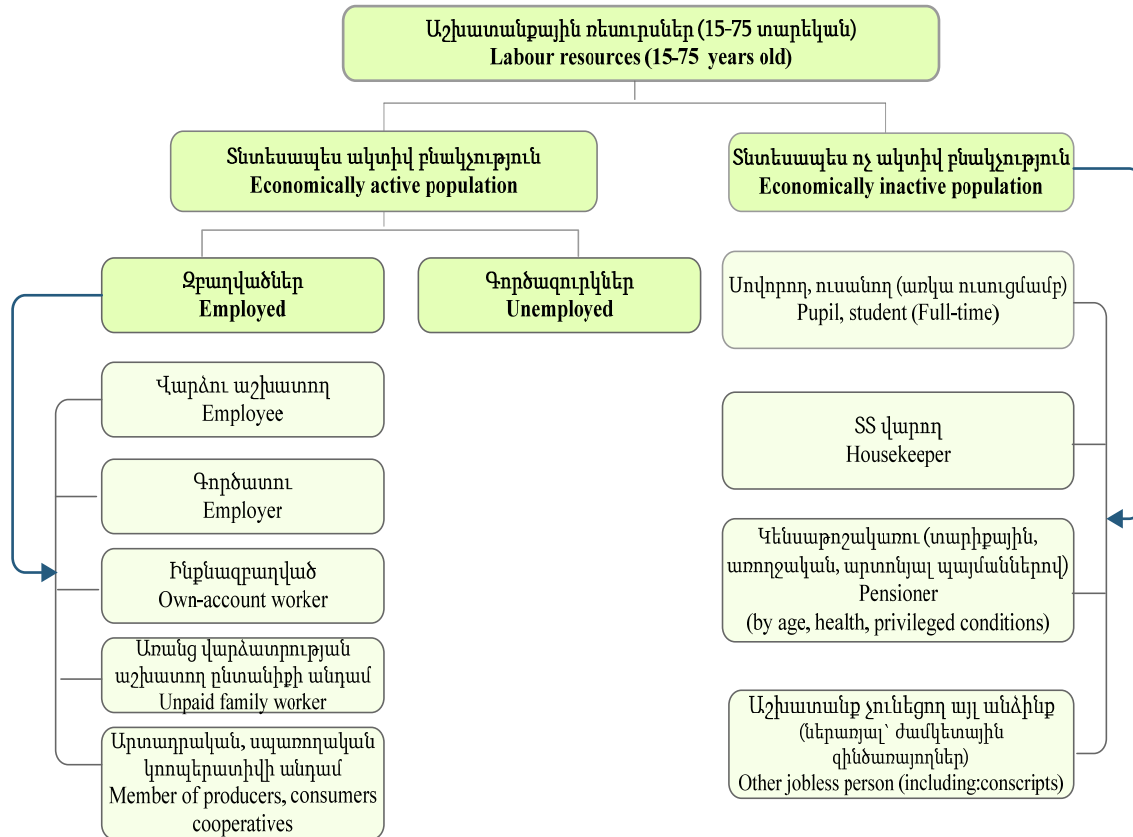 Աշխատանքային ռեսուրսներ (15-75 տարեկան)
Labour resources (15-75 years old)
Տնտեսապես ակտիվ բնակչություն
Economically active population
Տնտեսապես ոչ ակտիվ բնակչություն
Economically inactive population
Զբաղվածներ
Employed
Գործազուրկներ
Unemployed
Վարձու աշխատող
Employee
Գործատու
Employer
Ինքնազբաղված
Own-account worker
Առանց վարձատրության
աշխատող ընտանիքի անդամ
Unpaid family worker
Արտադրական, սպառողական
կոոպերատիվի անդամ
Member of producers, consumers
cooperatives
Սովորող, ուսանող (առկա ուսուցմամբ)
Pupil, student (Full-time)
ՏՏ վարող
Housekeeper
Կենսաթոշակառու (տարիքային,
առողջական, արտոնյալ պայմաններով)
Pensioner
(by age, health, privileged conditions)
Աշխատանք չունեցող այլ անձինք
(ներառյալ՝ ժամկետային
զինծառայողներ)
Other jobless person (including:conscripts)